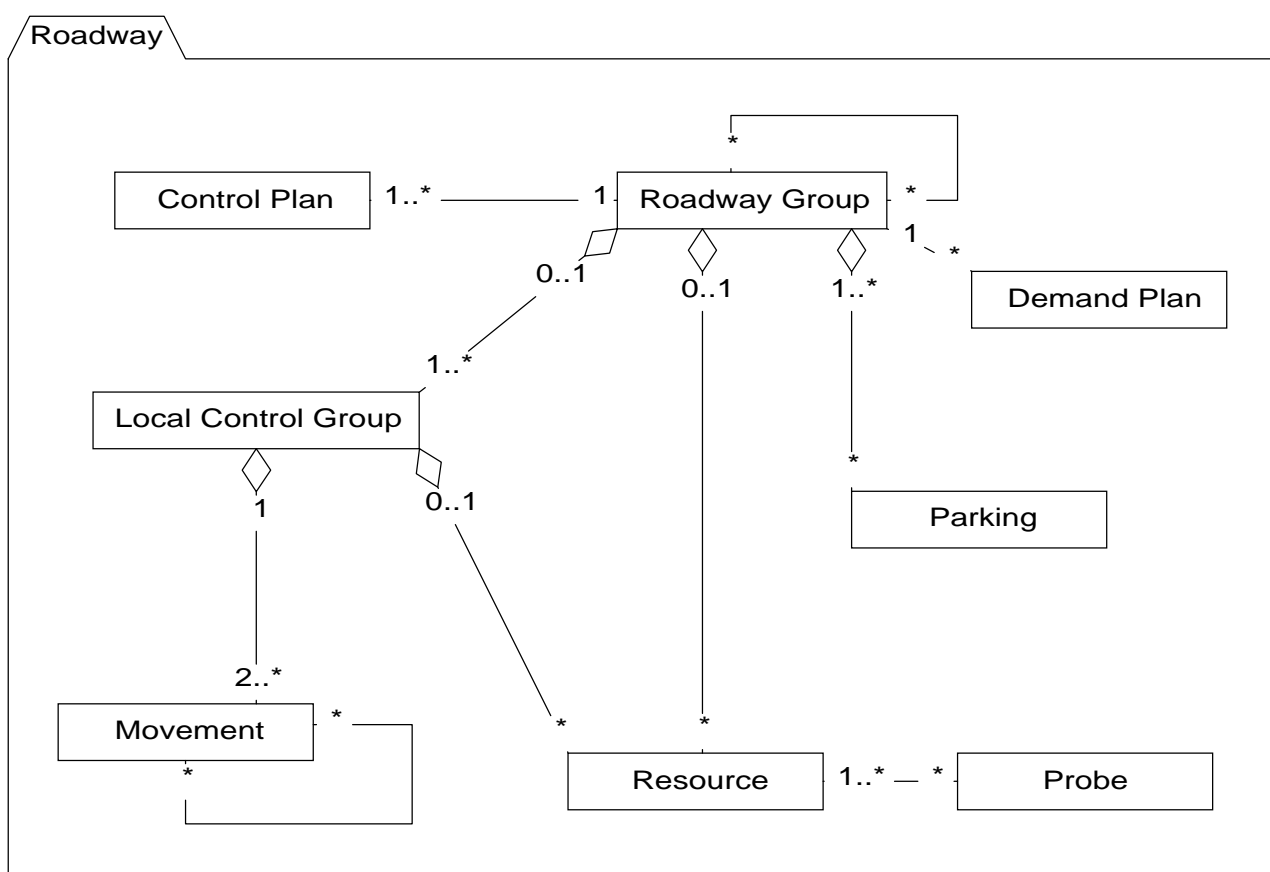 Roadway
*
Control Plan 1..* 1 Roadway Group *
1 *
0..1 0..1 1..* Demand Plan
1..*
Local Control Group
*
1 0..1
Parking
2..*
Movement * * *
* Resource 1..* * Probe